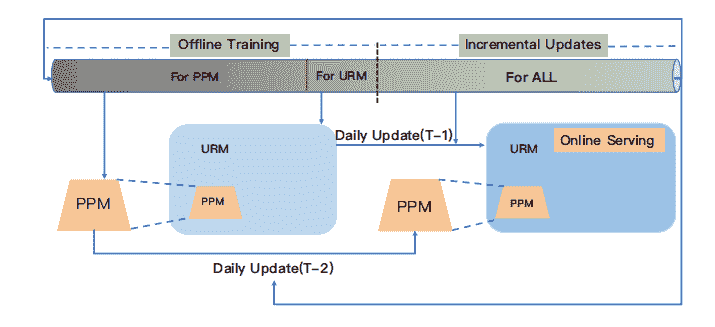 Offline Training
Incremental Updates
For PPM
For URM
For ALL
Daily Update(T-1)
URM
URM
Online Serving
PPM
PPM
PPM
PPM
Daily Update(T-2)